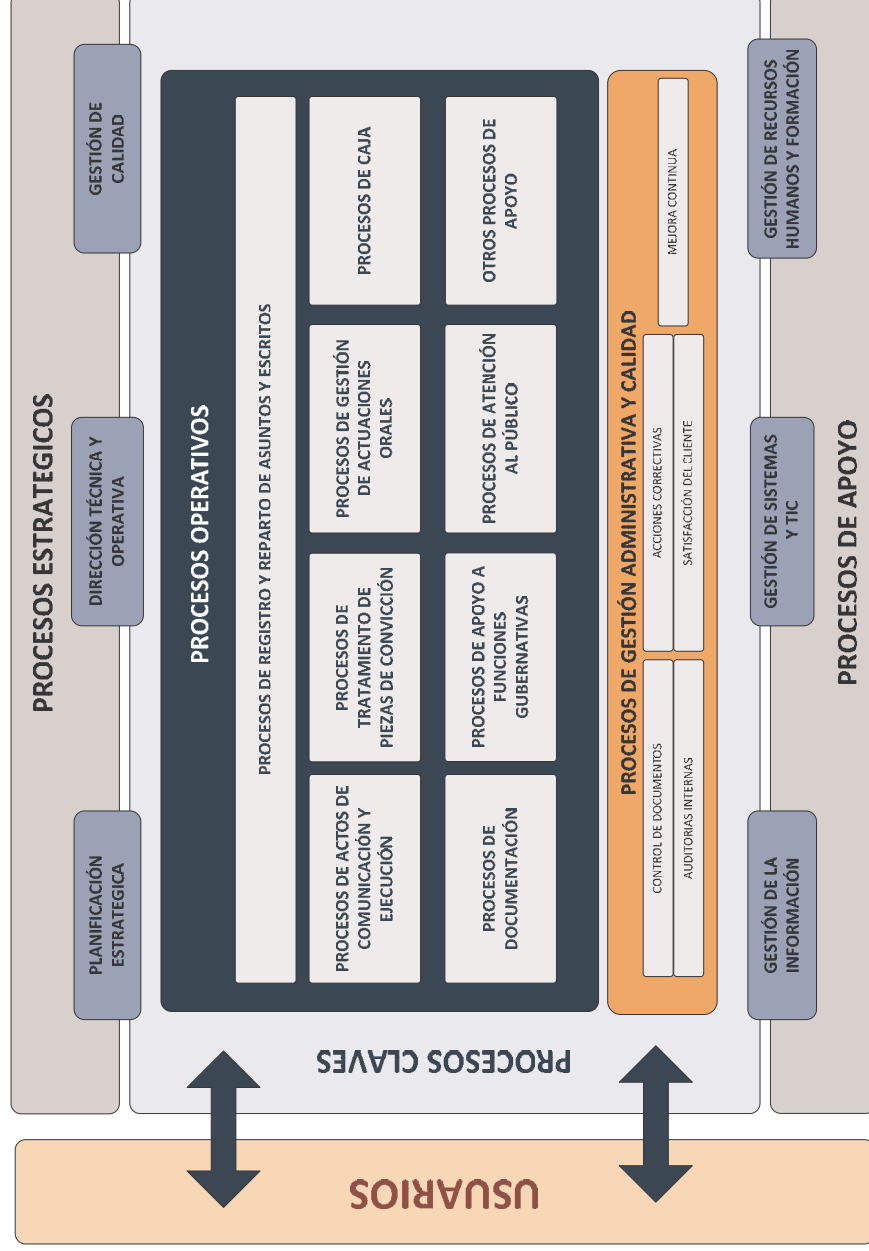 PROCESOS ESTRATEGICOS
PLANIFICACIÓN
ESTRATEGICA
DIRECCIÓN TÉCNICA Y
OPERATIVA
GESTIÓN DE
CALIDAD
USUARIOS
PROCESOS CLAVES
PROCESOS OPERATIVOS
PROCESOS DE REGISTRO Y REPARTO DE ASUNTOS Y ESCRITOS
PROCESOS DE ACTOS DE
COMUNICACIÓN Y
EJECUCIÓN
PROCESOS DE
TRATAMIENTO DE
PIEZAS DE CONVICCIÓN
PROCESOS DE GESTIÓN
DE ACTUACIONES
ORALES
PROCESOS DE CAJA
PROCESOS DE
DOCUMENTACIÓN
PROCESOS DE APOYO A
FUNCIONES
GUBERNATIVAS
PROCESOS DE ATENCIÓN
AL PÚBLICO
OTROS PROCESOS DE
APOYO
PROCESOS DE GESTIÓN ADMINISTRATIVA Y CALIDAD
CONTROL DE DOCUMENTOS
ACCIONES CORRECTIVAS
MEJORA CONTINUA
AUDITORIAS INTERNAS
SATISFACCIÓN DEL CLIENTE
GESTIÓN DE LA
INFORMACIÓN
GESTIÓN DE SISTEMAS
Y TIC
GESTIÓN DE RECURSOS
HUMANOS Y FORMACIÓN
PROCESOS DE APOYO